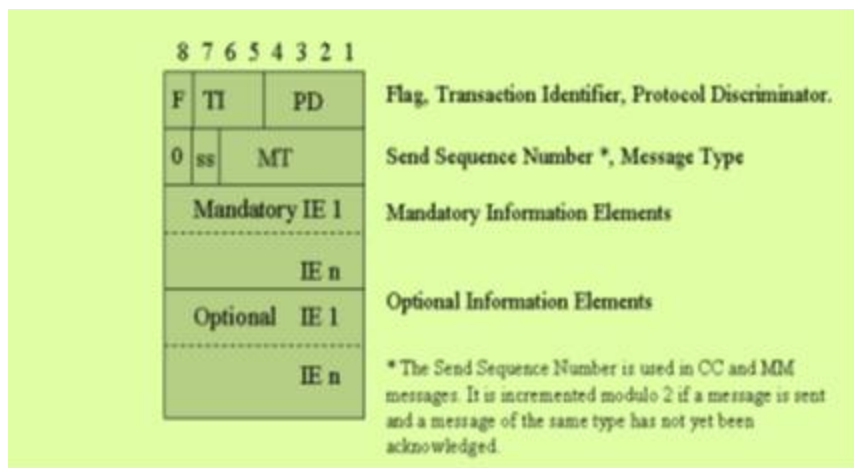 8 7 6 5 4 3 2 1
F TI PD Flag, Transaction Identifier, Protocol Discriminator.
0 ss MT Send Sequence Number *, Message Type
Mandatory IE 1 Mandatory Information Elements
IE n
Optional IE 1 Optional Information Elements
IE n
* The Send Sequence Number is used in CC and MM
messages. It is incremented modulo 2 if a message is sent
and a message of the same type has not yet been
acknowledged.